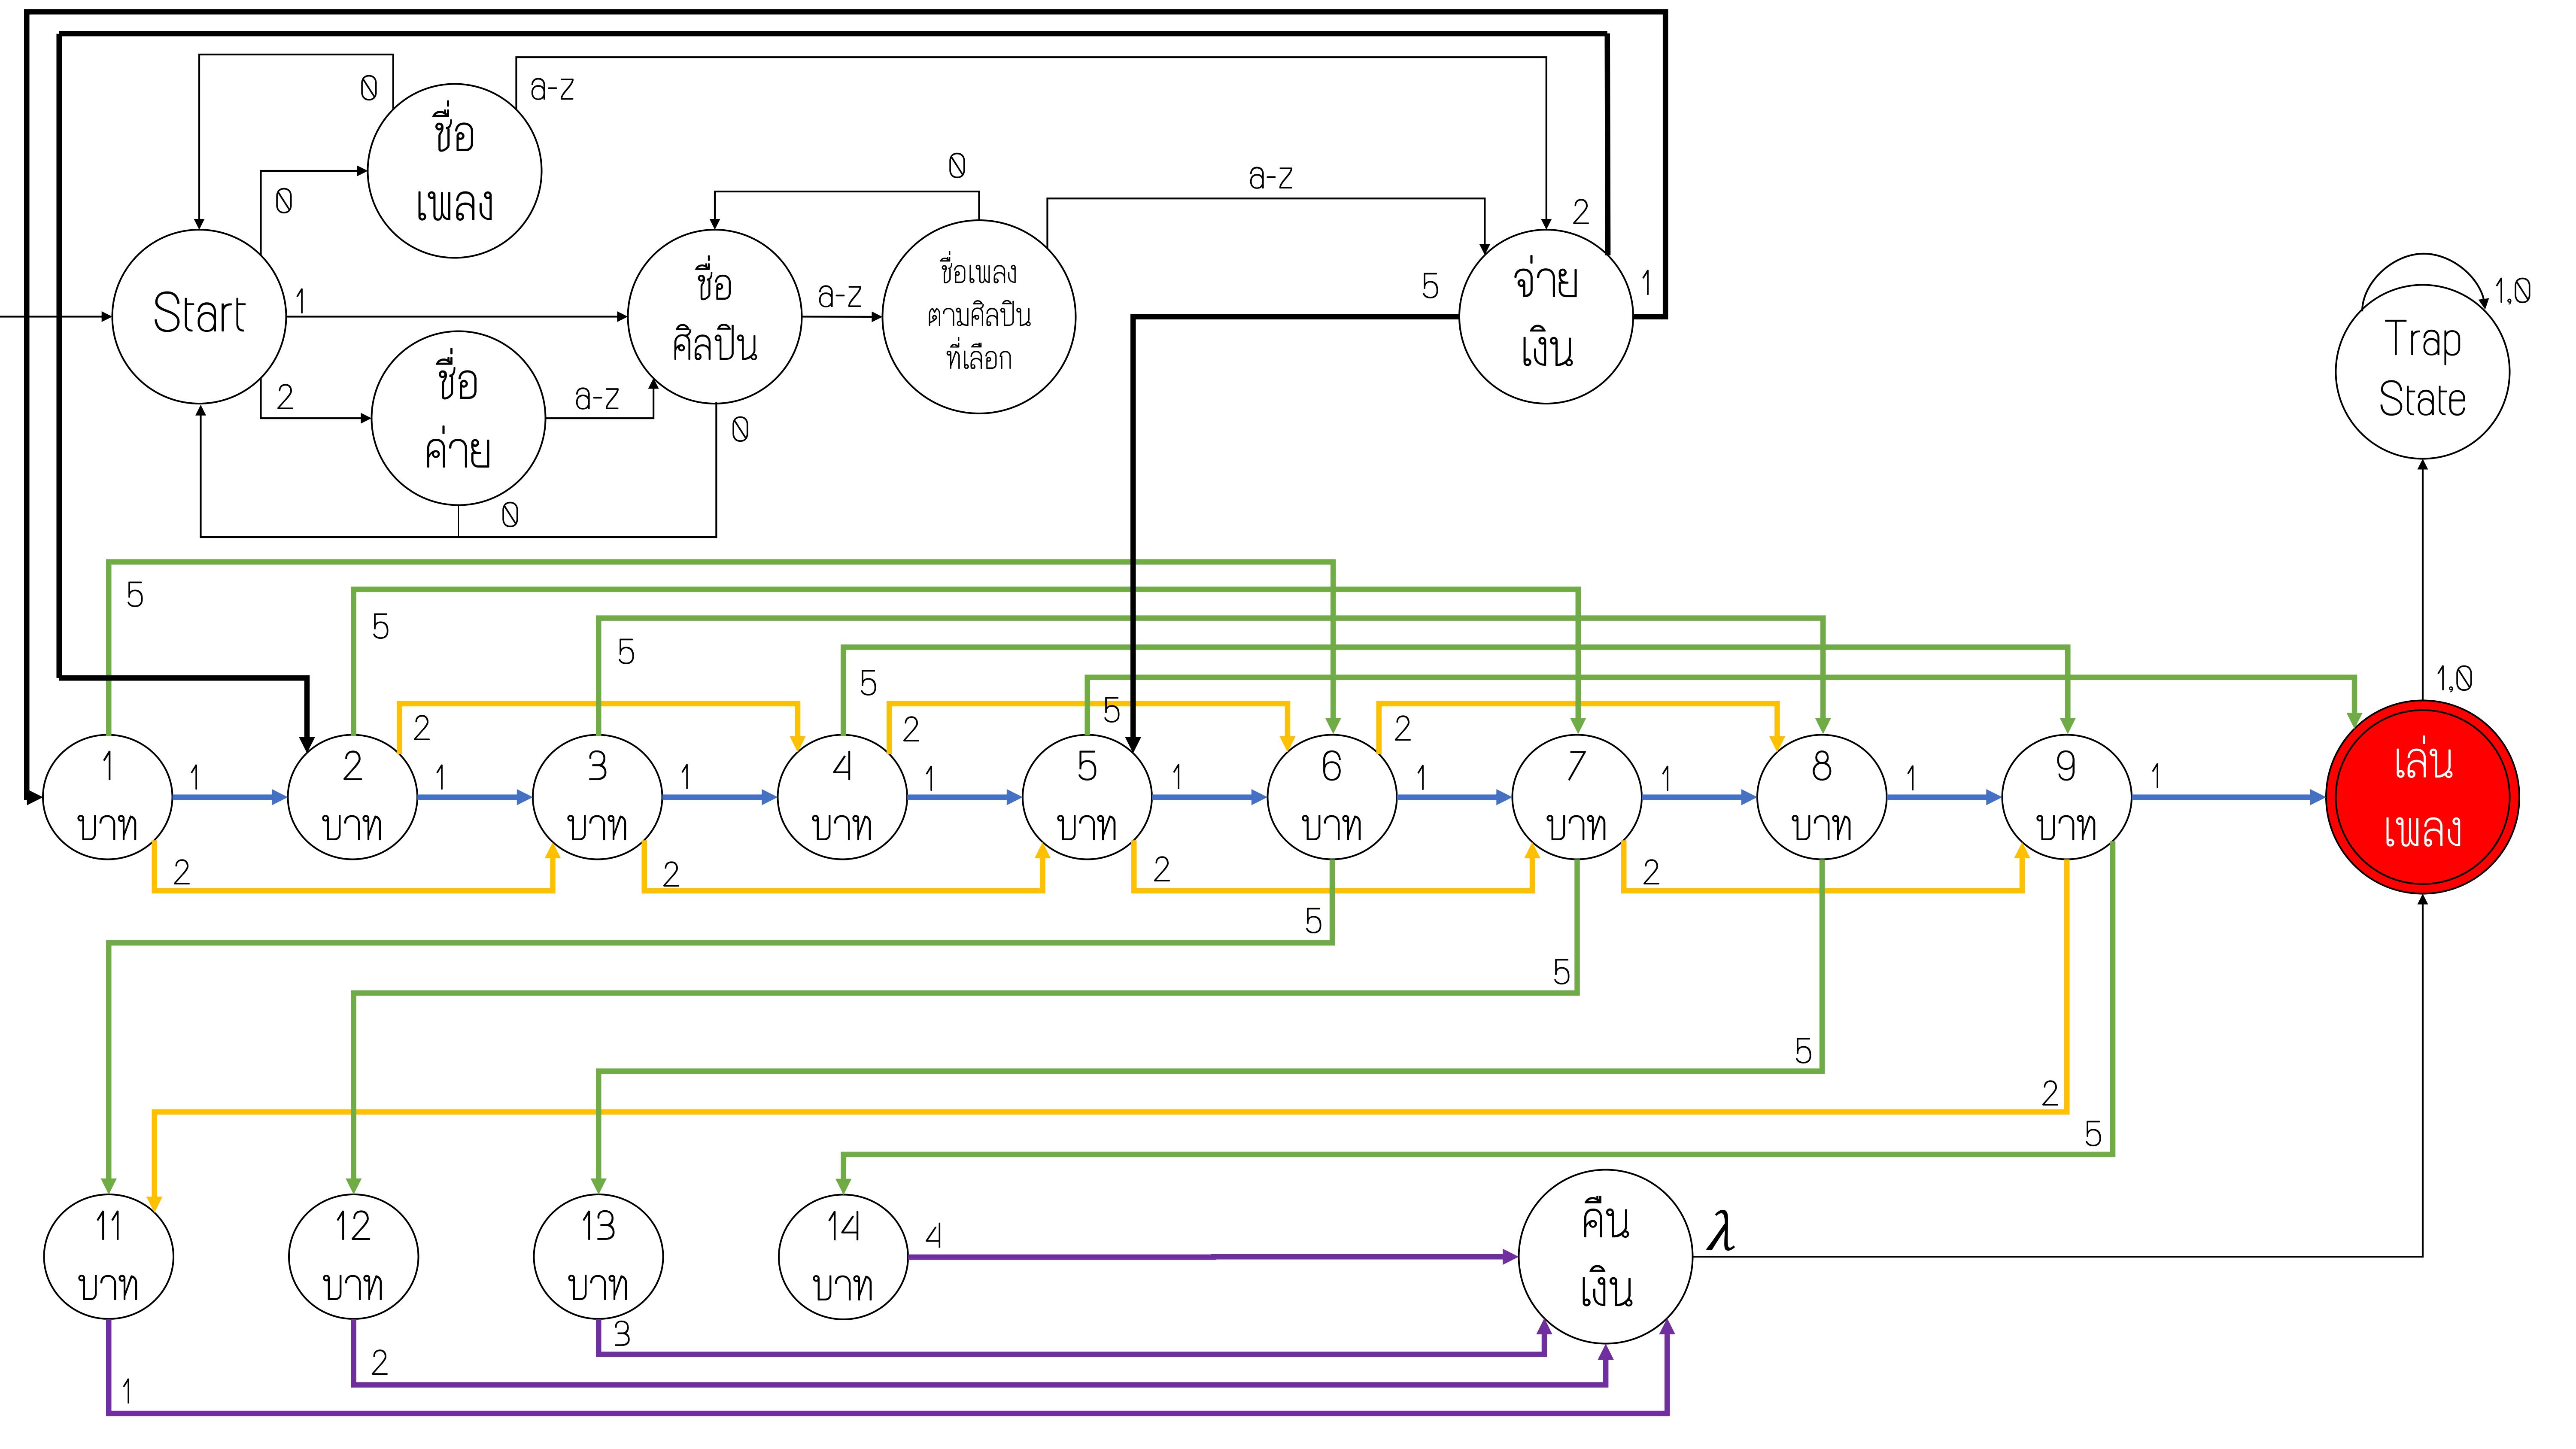 0
a-z
ชื่อ
เพลง
0
0
a-z
2
Start
1
ชื่อ
ศิลปิน
a-z
ชื่อเพลง
ตามศิลปิน
ที่เลือก
5
จ่าย
เงิน
1
1,0
Trap
State
2
ชื่อ
ค่าย
a-z
0
0
5
5
5
5
5
1,0
2
2
2
1
บาท
1
2
บาท
1
3
บาท
1
4
บาท
1
5
บาท
1
6
บาท
1
7
บาท
1
8
บาท
1
9
บาท
1
เล่น
เพลง
2
2
2
2
5
5
5
2
5
11
บาท
12
บาท
13
บาท
14
บาท
4
คืน
เงิน
λ
3
2
1